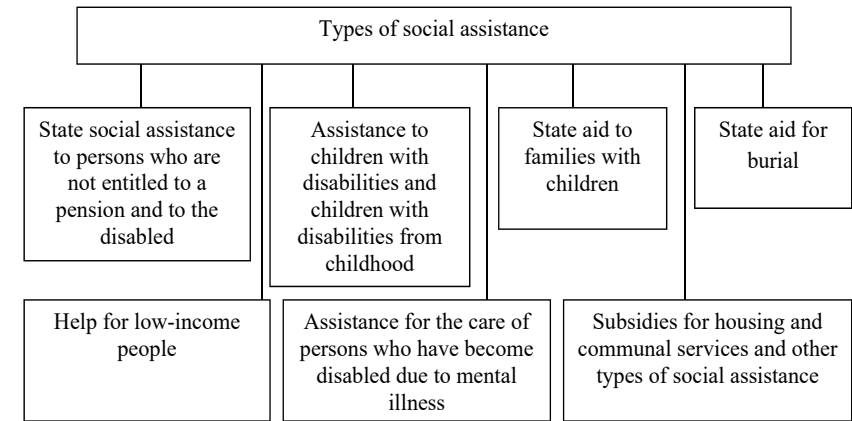 Types of social assistance
State social assistance
to persons who are
not entitled to a
pension and to the
disabled
Assistance to
children with
disabilities and
children with
disabilities from
childhood
State aid to
families with
children
State aid for
burial
Help for low-income
people
Assistance for the care of
persons who have become
disabled due to mental
illness
Subsidies for housing and
communal services and other
types of social assistance